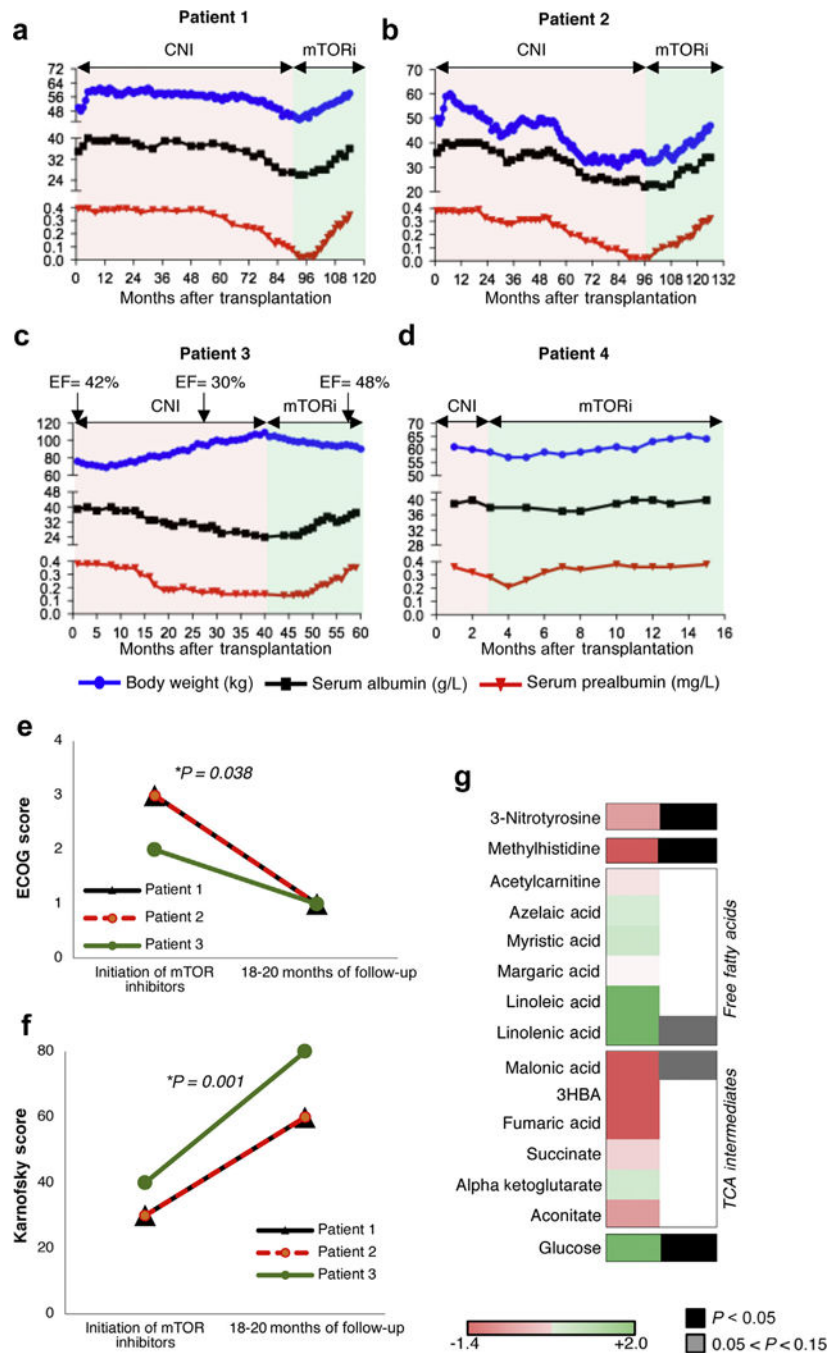 Patient 1
a
CNI
mTORi
72
64
56
48
40
32
24
0.4
0.3
0.2
0.1
0.0
0 12 24 36 48 60 72 84 96 108 120
Months after transplantation
Patient 2
b
CNI
mTORi
70
60
50
40
30
20
0.4
0.3
0.2
0.1
0.0
0 12 24 36 48 60 72 84 96 108 120 132
Months after transplantation
c
Patient 3
EF= 42%
EF= 30%
EF= 48%
CNI
mTORi
120
100
80
60
48
40
32
24
0.4
0.3
0.2
0.1
0.0
0 5 10 15 20 25 30 35 40 45 50 55 60
Months after transplantation
d
Patient 4
CNI
mTORi
70
65
60
55
50
44
40
36
32
28
0.4
0.3
0.2
0.1
0.0
0 2 4 6 8 10 12 14 16
Months after transplantation
Body weight (kg)
Serum albumin (g/L)
Serum prealbumin (mg/L)
e
ECOG score
4
3
2
1
0
*P = 0.038
Patient 1
Patient 2
Patient 3
Initiation of mTOR
inhibitors
18-20 months of follow-up
f
Karnofsky score
80
60
40
20
0
*P = 0.001
Patient 1
Patient 2
Patient 3
Initiation of mTOR
inhibitors
18-20 months of follow-up
g
3-Nitrotyrosine
Methylhistidine
Acetylcarnitine
Azelaic acid
Myristic acid
Margaric acid
Linoleic acid
Linolenic acid
Free fatty acids
Malonic acid
3HBA
Fumaric acid
Succinate
Alpha ketoglutarate
Aconitate
TCA intermediates
Glucose
-1.4
+2.0
P < 0.05
0.05 < P < 0.15